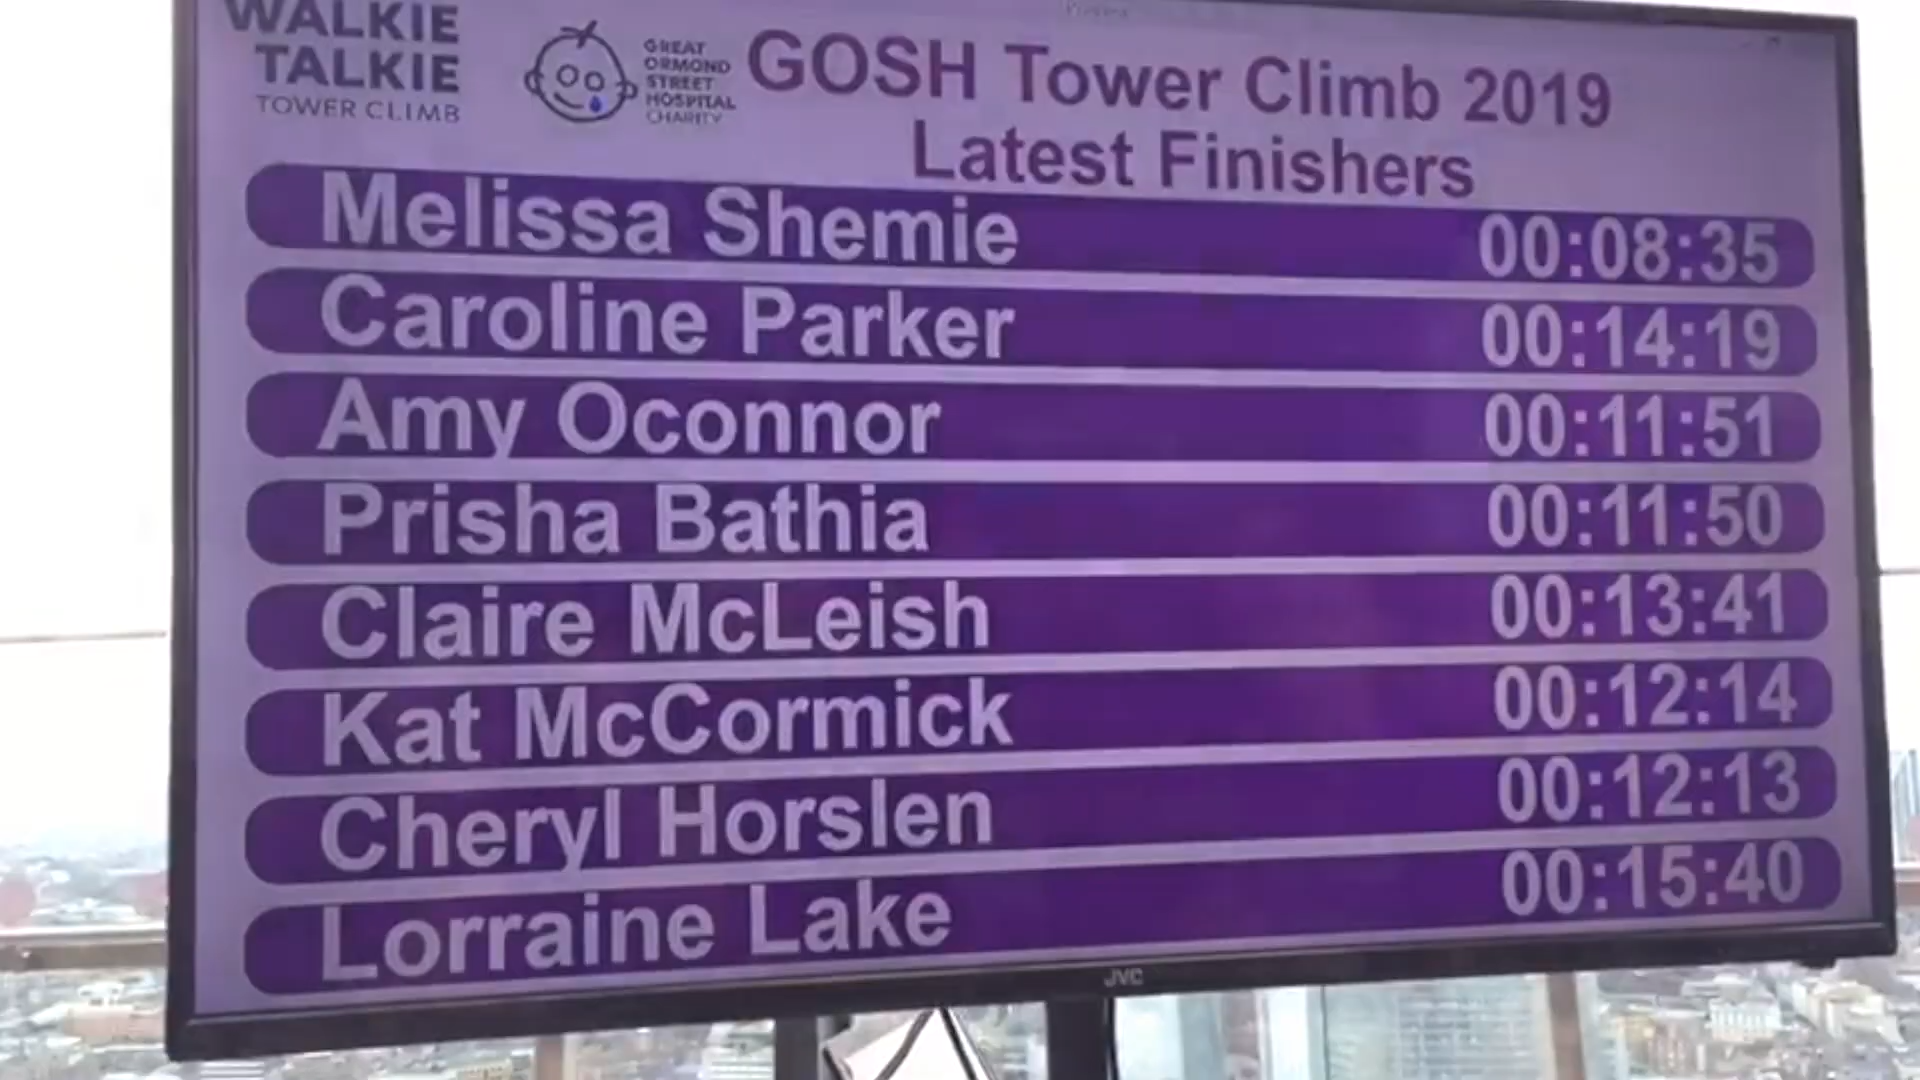 WALKIE
TALKIE
TOWER CLIMB
GREAT
ORMOND
STREET
HOSPITAL
CHARITY
GOSH Tower Climb 2019
Latest Finishers
Melissa Shemie 00:08:35
Caroline Parker 00:14:19
Amy Oconnor 00:11:51
Prisha Bathia 00:11:50
Claire McLeish 00:13:41
Kat McCormick 00:12:14
Cheryl Horslen 00:12:13
Lorraine Lake 00:15:40
JVC